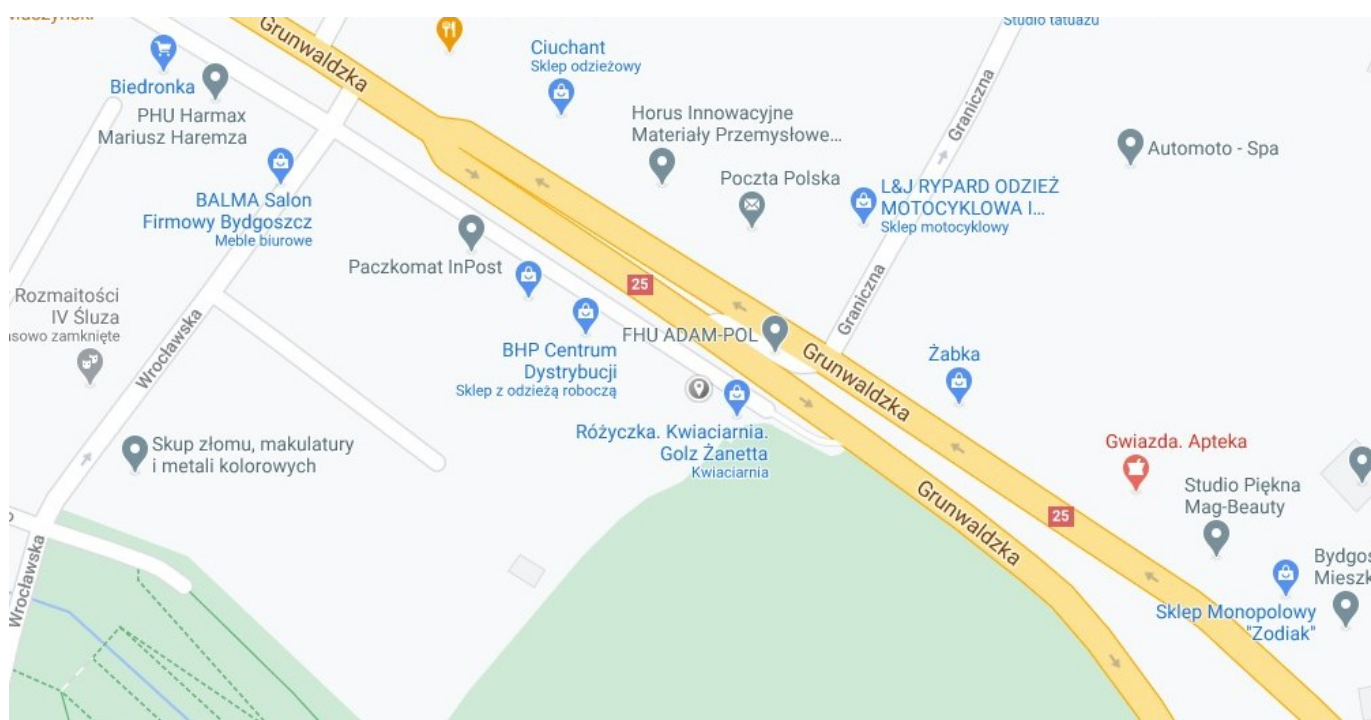 Grunwaldzka
Studio tatuażu
Biedronka
PHU Harmax
Mariusz Haremza
Ciuchant
Sklep odzieżowy
Horus Innowacyjne
Materiały Przemysłowe...
Graniczna
Automoto - Spa
Poczta Polska
L&J RYPARD ODZIEŻ
MOTOCYKLOWA I...
Sklep motocyklowy
BALMA Salon
Firmowy Bydgoszcz
Meble biurowe
Paczkomat InPost
25
Graniczna
Rozmaitości
IV Śluza
asowo zamknięte
Wrocławska
BHP Centrum
Dystrybucji
Sklep z odzieżą roboczą
FHU ADAM-POL
Grunwaldzka
Żabka
Różyczka. Kwiaciarnia.
Golz Żanetta
Kwiaciarnia
Skup złomu, makulatury
i metali kolorowych
Gwiazda. Apteka
Studio Piękna
Mag-Beauty
Grunwaldzka
25
Wrocławska
Bydgos
Mieszk
Sklep Monopolowy
"Zodiak"